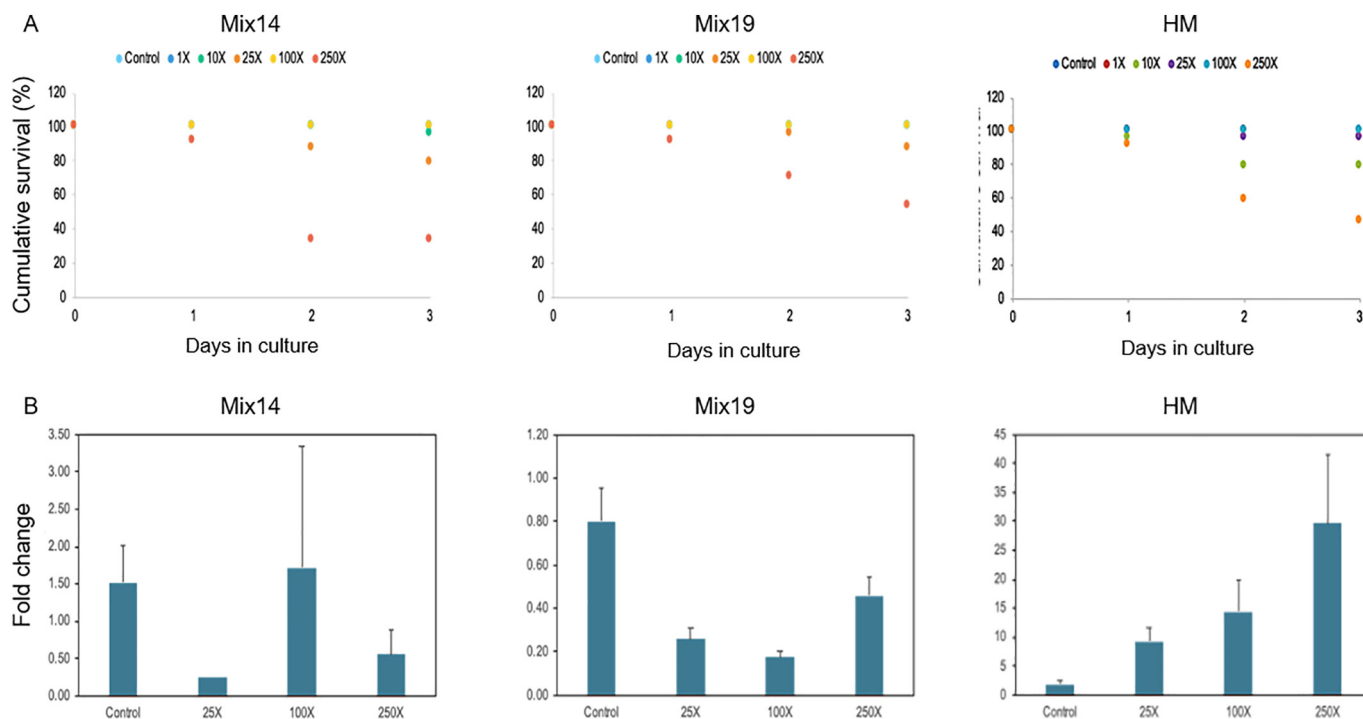 A
Mix14
Mix19
HM
Control 1X 10X 25X 100X 250X
Control 1X 10X 25X 100X 250X
Control 1X 10X 25X 100X 250X
Cumulative survival (%)
120
100
80
60
40
20
0
0 1 2 3
Days in culture
120
100
80
60
40
20
0
0 1 2 3
Days in culture
120
100
80
60
40
20
0
0 1 2 3
Days in culture
B
Mix14
Mix19
HM
Fold change
3.50
3.00
2.50
2.00
1.50
1.00
0.50
0.00
Control 25X 100X 250X
1.20
1.00
0.80
0.60
0.40
0.20
0.00
Control 25X 100X 250X
45
40
35
30
25
20
15
10
5
0
Control 25X 100X 250X